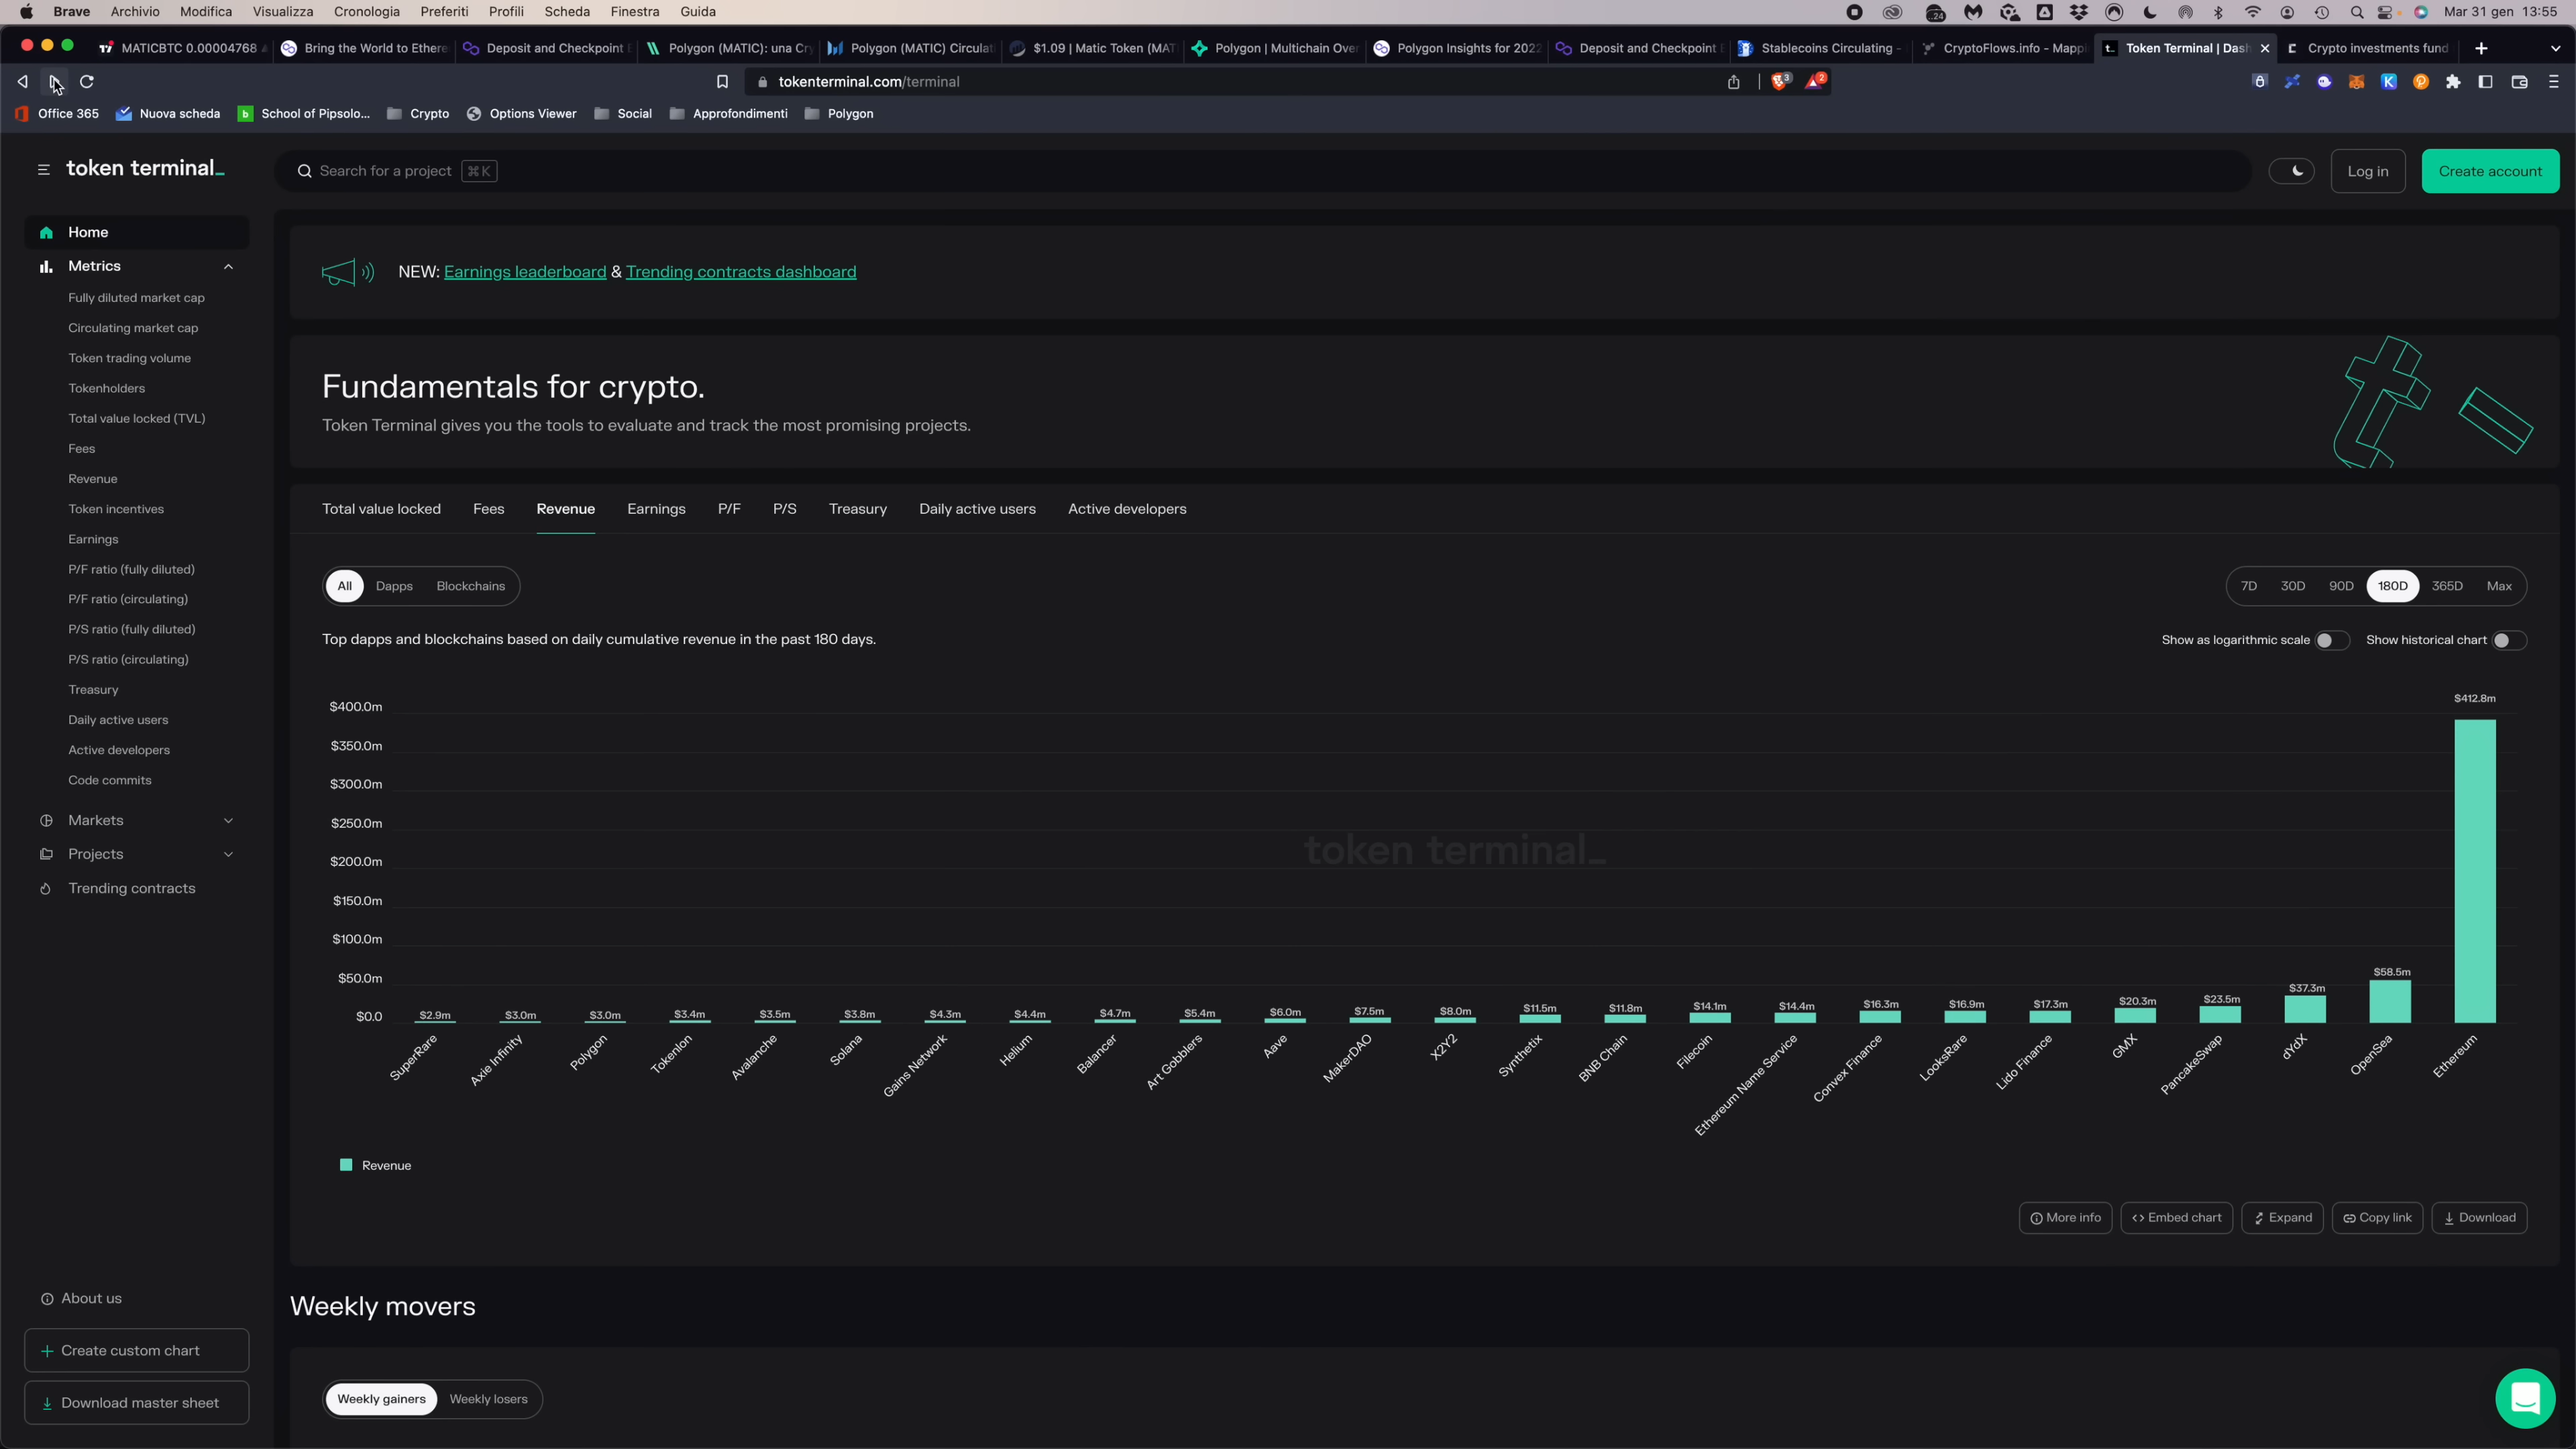 Brave Archivio Modifica Visualizza Cronologia Preferiti Profili Scheda Finestra Guida 24 Mar 31 gen 13:55
MATICBTC 0.00004768 Bring the World to Ethere Deposit and Checkpoint Polygon (MATIC): una Cry Polygon (MATIC) Circulat $1.09 | Matic Token (MAT Polygon | Multichain Over Polygon Insights for 2022 Deposit and Checkpoint Stablecoins Circulating - CryptoFlows.info - Mappi Token Terminal | Dash Crypto investments fund
tokenterminal.com/terminal 3 2
Office 365 Nuova scheda School of Pipsolo... Crypto Options Viewer Social Approfondimenti Polygon
token terminal_
Search for a project ⌘ K
Log in
Create account
Home
Metrics
Fully diluted market cap
Circulating market cap
Token trading volume
Tokenholders
Total value locked (TVL)
Fees
Revenue
Token incentives
Earnings
P/F ratio (fully diluted)
P/F ratio (circulating)
P/S ratio (fully diluted)
P/S ratio (circulating)
Treasury
Daily active users
Active developers
Code commits
Markets
Projects
Trending contracts
About us
Create custom chart
Download master sheet
NEW: Earnings leaderboard & Trending contracts dashboard
Fundamentals for crypto.
Token Terminal gives you the tools to evaluate and track the most promising projects.
Total value locked Fees Revenue Earnings P/F P/S Treasury Daily active users Active developers
All Dapps Blockchains
7D 30D 90D 180D 365D Max
Top dapps and blockchains based on daily cumulative revenue in the past 180 days.
Show as logarithmic scale Show historical chart
$400.0m
$350.0m
$300.0m
$250.0m
$200.0m
$150.0m
$100.0m
$50.0m
$0.0
token terminal_
$2.9m $3.0m $3.0m $3.4m $3.5m $3.8m $4.3m $4.4m $4.7m $5.4m $6.0m $7.5m $8.0m $11.5m $11.8m $14.1m $14.4m $16.3m $16.9m $17.3m $20.3m $23.5m $37.3m $58.5m $412.8m
SuperRare Axie Infinity Polygon Tokenlon Avalanche Solana Gains Network Helium Balancer Art Gobblers Aave MakerDAO X2Y2 Synthetix BNB Chain Filecoin Ethereum Name Service Convex Finance LooksRare Lido Finance GMX PancakeSwap dYdX OpenSea Ethereum
Revenue
More info Embed chart Expand Copy link Download
Weekly movers
Weekly gainers Weekly losers